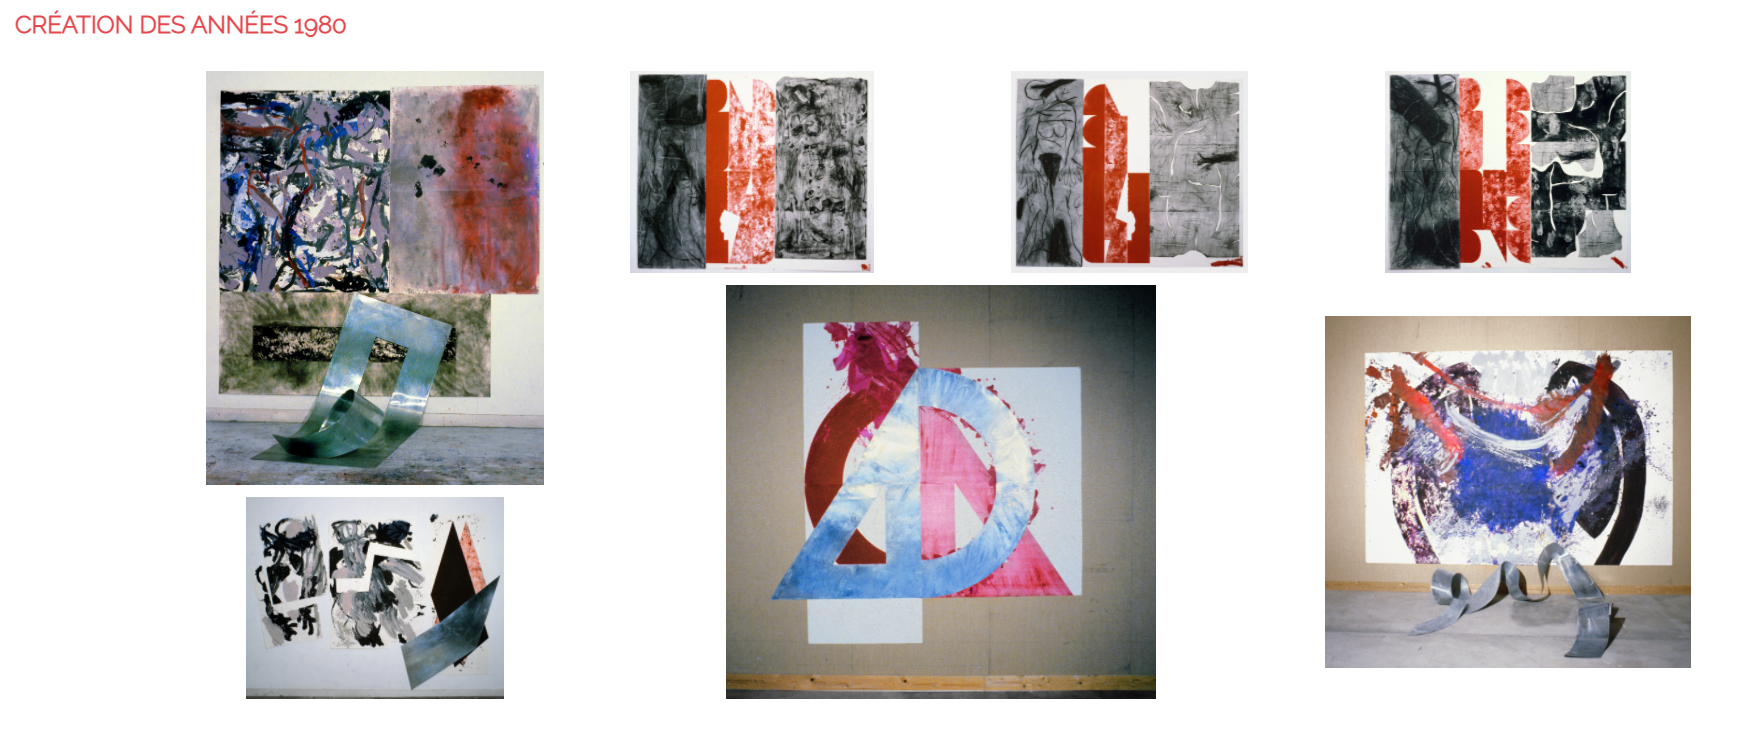 CRÉATION DES ANNÉES 1980